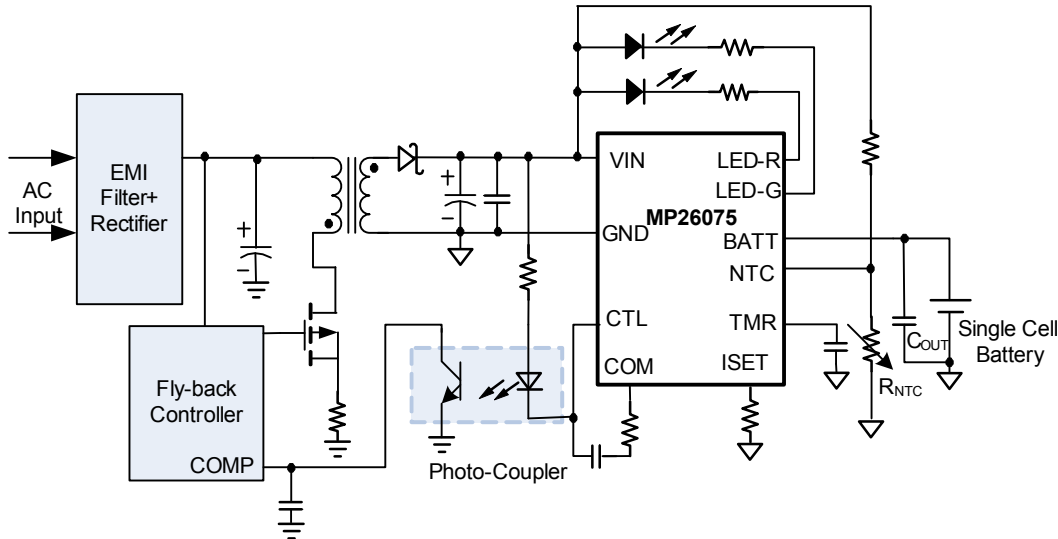 AC
Input
EMI
Filter+
Rectifier
+
-
Fly-back
Controller
COMP
+
-
Photo-Coupler
VIN
GND
CTL
COM
MP26075
LED-R
LED-G
BATT
NTC
TMR
ISET
COUT
Single Cell
Battery
RNTC